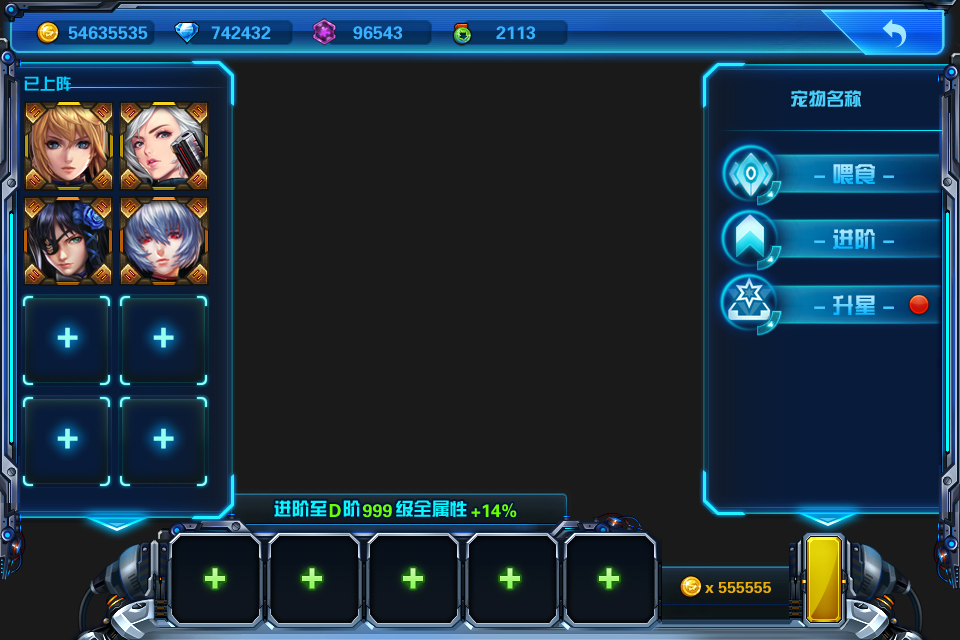 54635535 742432 96543 2113
已上阵
宠物名称
- 喂食 -
- 进阶 -
- 升星 -
进阶至D阶999级全属性+14%
x 555555